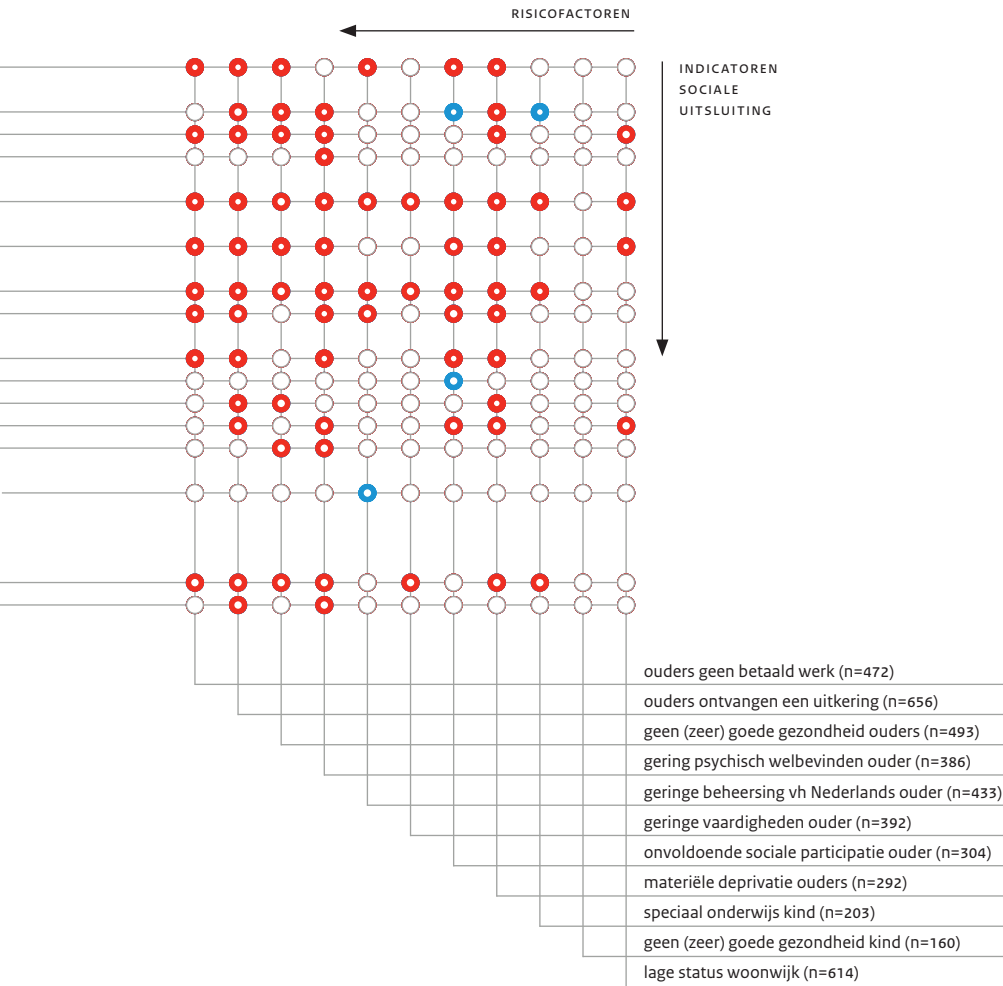 RISICOFACTOREN
INDICATOREN
SOCIALE
UITSLUITING
ouders geen betaald werk (n=472)
ouders ontvangen een uitkering (n=656)
geen (zeer) goede gezondheid ouders (n=493)
gering psychisch welbevinden ouder (n=386)
geringe beheersing vh Nederlands ouder (n=433)
geringe vaardigheden ouder (n=392)
onvoldoende sociale participatie ouder (n=304)
materiële deprivatie ouders (n=292)
speciaal onderwijs kind (n=203)
geen (zeer) goede gezondheid kind (n=160)
lage status woonwijk (n=614)